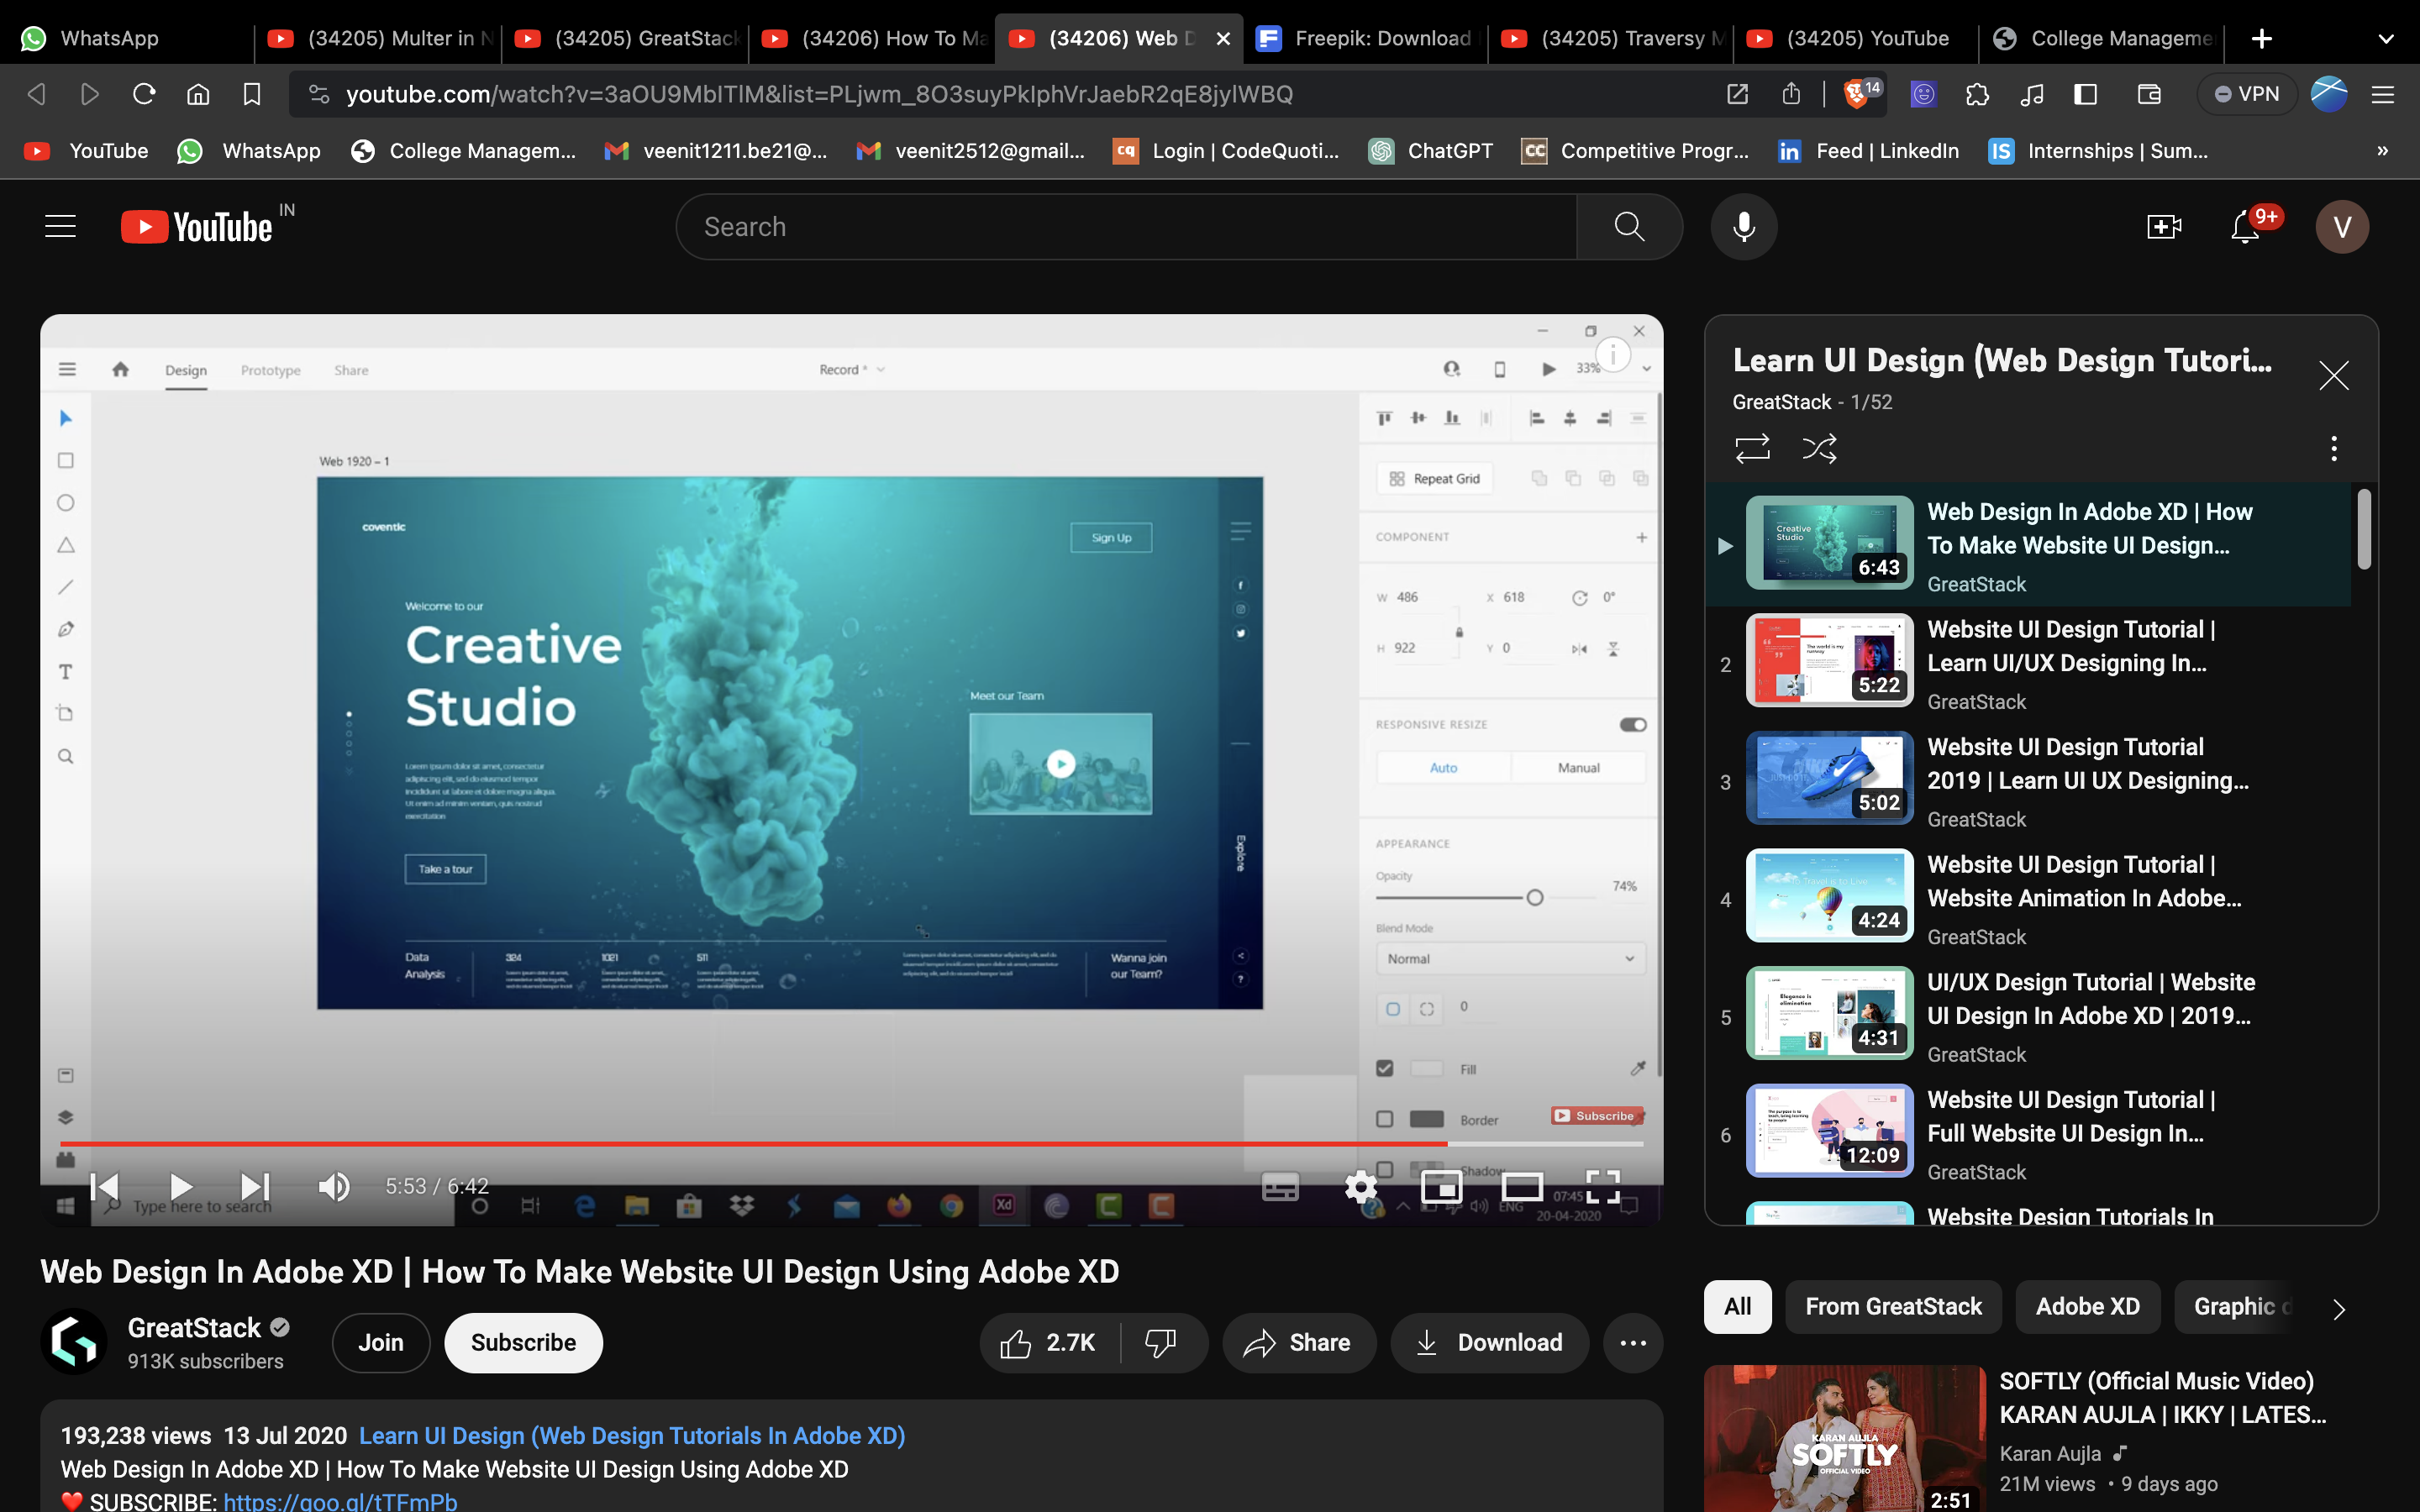 WhatsApp
(34205) Multer in N
(34205) GreatStack
(34206) How To Ma
(34206) Web D
Freepik: Download
(34205) Traversy M
(34205) YouTube
College Manageme
youtube.com/watch?v=3aOU9MbITlM&list=PLjwm_8O3suyPkIphVrJaebR2qE8jylWBQ
14
VPN
YouTube
WhatsApp
College Managem...
veenit1211.be21@...
veenit2512@gmail...
cq
Login | CodeQuoti...
ChatGPT
CC
Competitive Progr...
in
Feed | LinkedIn
IS
Internships | Sum...
»
YouTube
IN
Search
9+
V
Design
Prototype
Share
Record *
33%
Web 1920 – 1
coventic
Sign Up
Welcome to our
Creative
Studio
Meet our Team
Lorem ipsum dolor sit amet, consectetur
adipiscing elit, sed do eiusmod tempor
incididunt ut labore et dolore magna aliqua.
Ut enim ad minim veniam, quis nostrud
exercitation
Take a tour
Explore
Data
Analysis
324
1021
511
Wanna join
our Team?
Repeat Grid
COMPONENT
W 486
X 618
0°
H 922
Y 0
RESPONSIVE RESIZE
Auto
Manual
APPEARANCE
Opacity
74%
Blend Mode
Normal
0
Fill
Border
Subscribe
Shadow
5:53 / 6:42
Type here to search
Xd
ENG
07:45
20-04-2020
Learn UI Design (Web Design Tutori...
GreatStack - 1/52
Creative
Studio
6:43
Web Design In Adobe XD | How
To Make Website UI Design...
GreatStack
2
5:22
Website UI Design Tutorial |
Learn UI/UX Designing In...
GreatStack
3
5:02
Website UI Design Tutorial
2019 | Learn UI UX Designing...
GreatStack
4
4:24
Website UI Design Tutorial |
Website Animation In Adobe...
GreatStack
5
4:31
UI/UX Design Tutorial | Website
UI Design In Adobe XD | 2019...
GreatStack
6
12:09
Website UI Design Tutorial |
Full Website UI Design In...
GreatStack
Website Design Tutorials In
Web Design In Adobe XD | How To Make Website UI Design Using Adobe XD
GreatStack
913K subscribers
Join
Subscribe
2.7K
Share
Download
193,238 views 13 Jul 2020 Learn UI Design (Web Design Tutorials In Adobe XD)
Web Design In Adobe XD | How To Make Website UI Design Using Adobe XD
❤️ SUBSCRIBE: https://goo.gl/tTFmPb
All
From GreatStack
Adobe XD
Graphic d
KARAN AUJLA
SOFTLY
OFFICIAL VIDEO
2:51
SOFTLY (Official Music Video)
KARAN AUJLA | IKKY | LATES...
Karan Aujla
21M views • 9 days ago